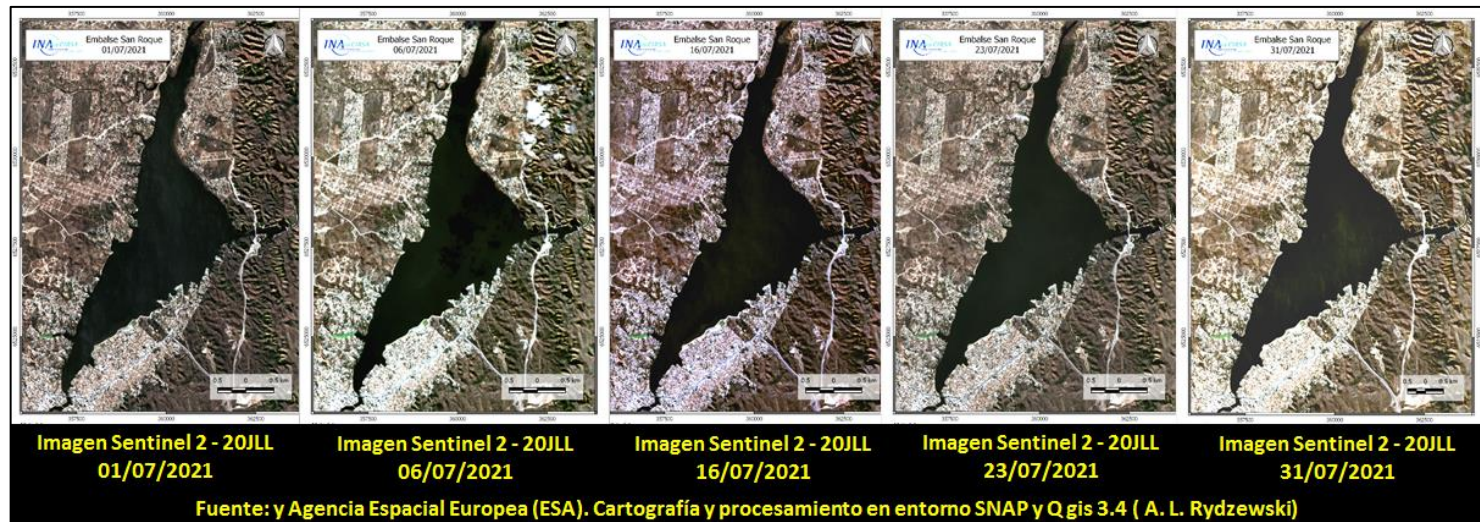 INA
Embalse San Roque
01/07/2021
INA
Embalse San Roque
06/07/2021
INA
Embalse San Roque
16/07/2021
INA
Embalse San Roque
23/07/2021
INA
Embalse San Roque
31/07/2021
Imagen Sentinel 2 - 20JLL
01/07/2021
Imagen Sentinel 2 - 20JLL
06/07/2021
Imagen Sentinel 2 - 20JLL
16/07/2021
Imagen Sentinel 2 - 20JLL
23/07/2021
Imagen Sentinel 2 - 20JLL
31/07/2021
Fuente: y Agencia Espacial Europea (ESA). Cartografía y procesamiento en entorno SNAP y Q gis 3.4 ( A. L. Rydzewski)